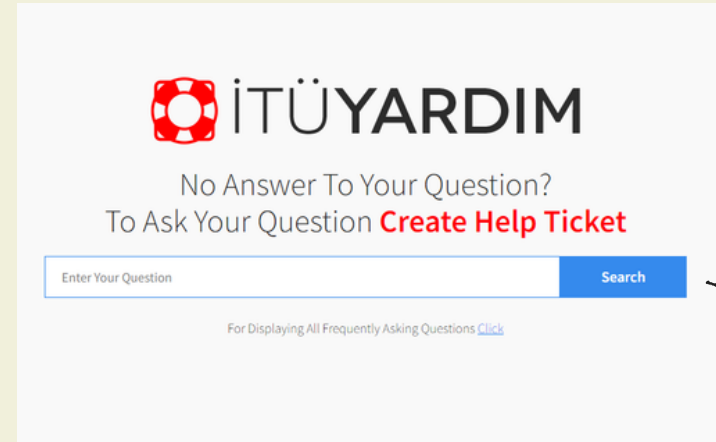 İTÜYARDIM
No Answer To Your Question?
To Ask Your Question Create Help Ticket
Enter Your Question
Search
For Displaying All Frequently Asking Questions Click